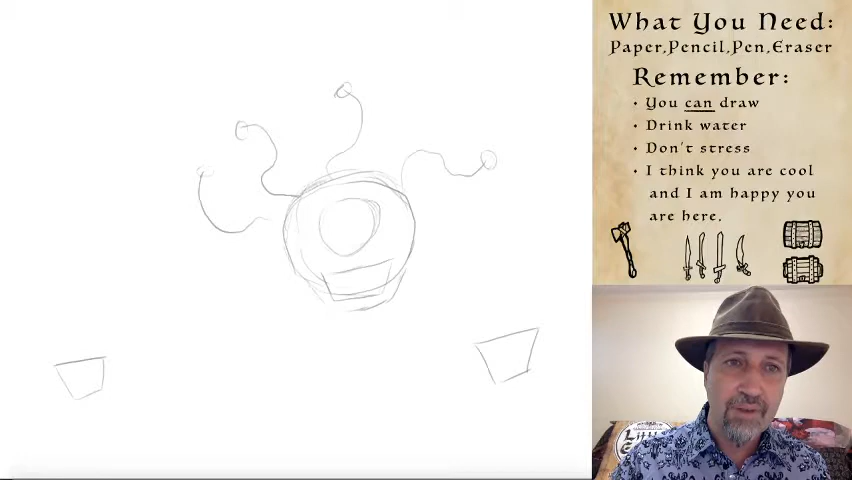 What You Need:
Paper,Pencil,Pen,Eraser
Remember:
• You can draw
• Drink water
• Don't stress
• I think you are cool
and I am happy you
are here.